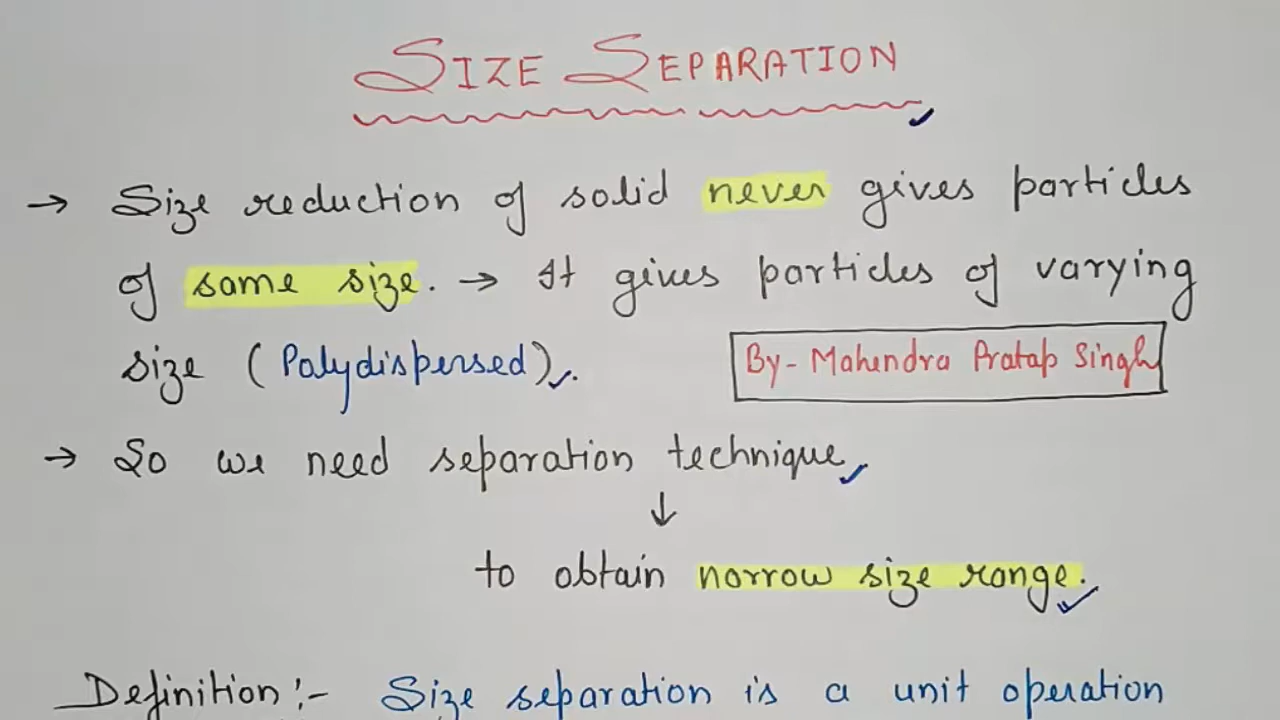 SIZE SEPARATION
→ Size reduction of solid never gives particles
of same size. → It gives particles of varying
size (Polydispersed).
By- Mahendra Pratap Singh
→ So we need separation technique
↓
to obtain narrow size range.
Definition :- Size separation is a unit operation